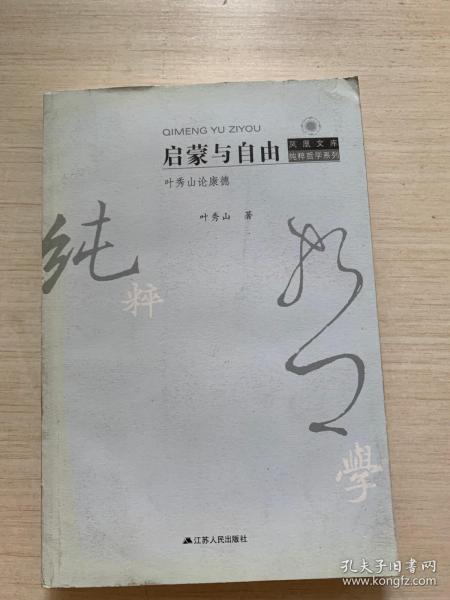 QIMENG YU ZIYOU
启蒙与自由
凤凰文库
纯粹哲学系列
叶秀山论康德
叶秀山 著
纯
粹
哲
學
江苏人民出版社
孔夫子旧书网
www.kongfz.com